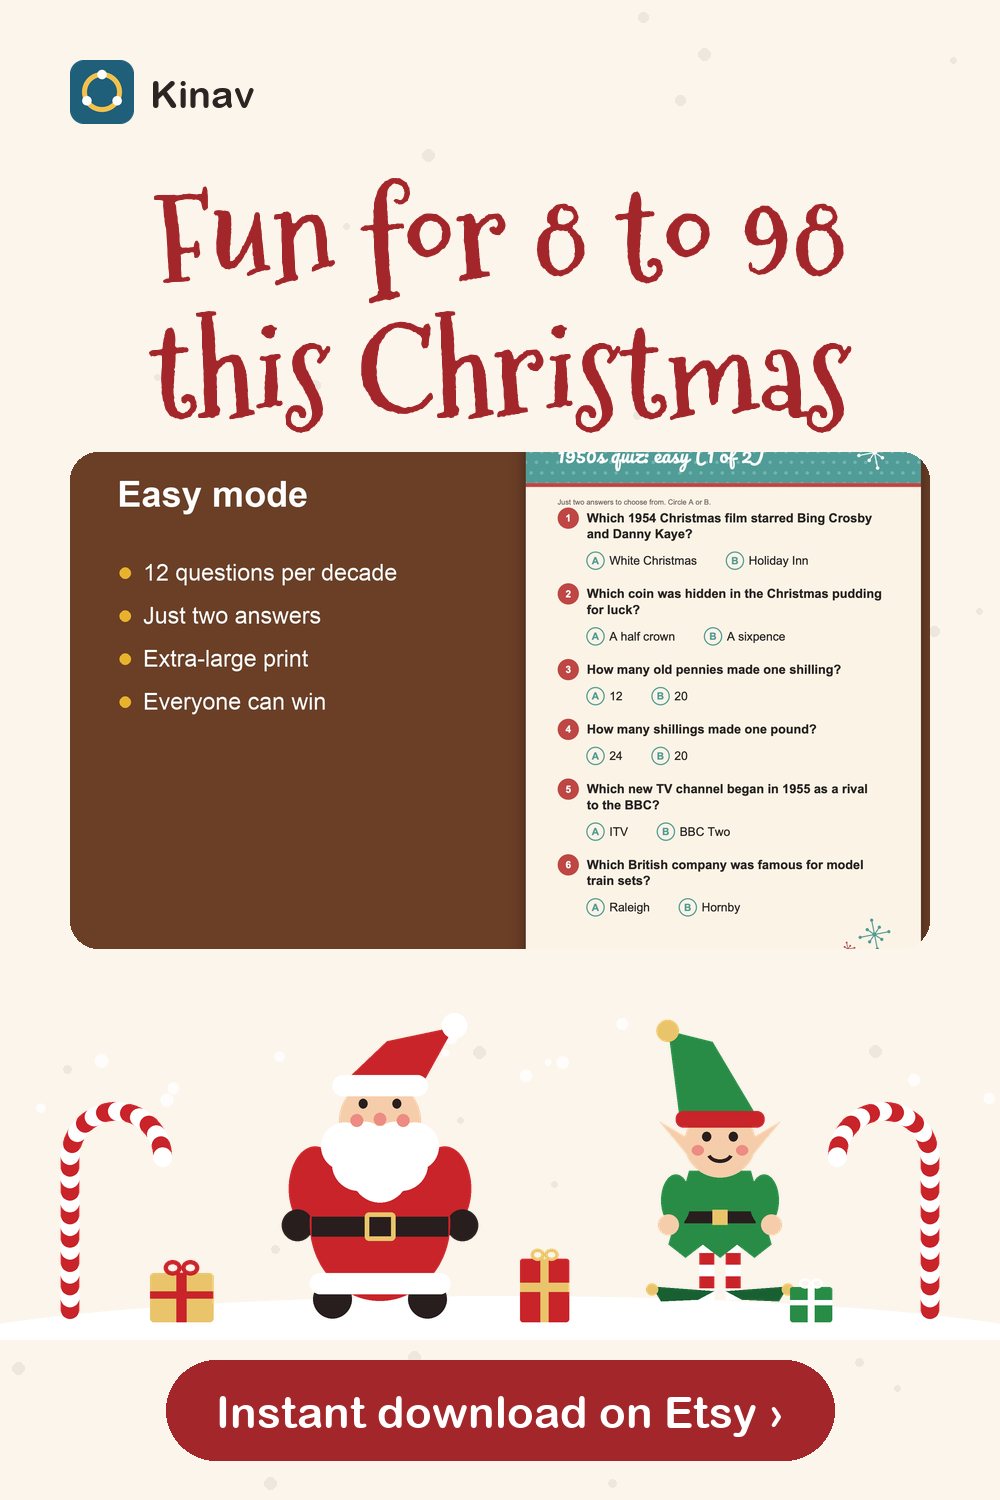 Kinav
Fun for 8 to 98
this Christmas
Easy mode
12 questions per decade
Just two answers
Extra-large print
Everyone can win
1950s quiz: easy (1 of 2)
Just two answers to choose from. Circle A or B.
1 Which 1954 Christmas film starred Bing Crosby
and Danny Kaye?
A White Christmas B Holiday Inn
2 Which coin was hidden in the Christmas pudding
for luck?
A A half crown B A sixpence
3 How many old pennies made one shilling?
A 12 B 20
4 How many shillings made one pound?
A 24 B 20
5 Which new TV channel began in 1955 as a rival
to the BBC?
A ITV B BBC Two
6 Which British company was famous for model
train sets?
A Raleigh B Hornby
Instant download on Etsy ›